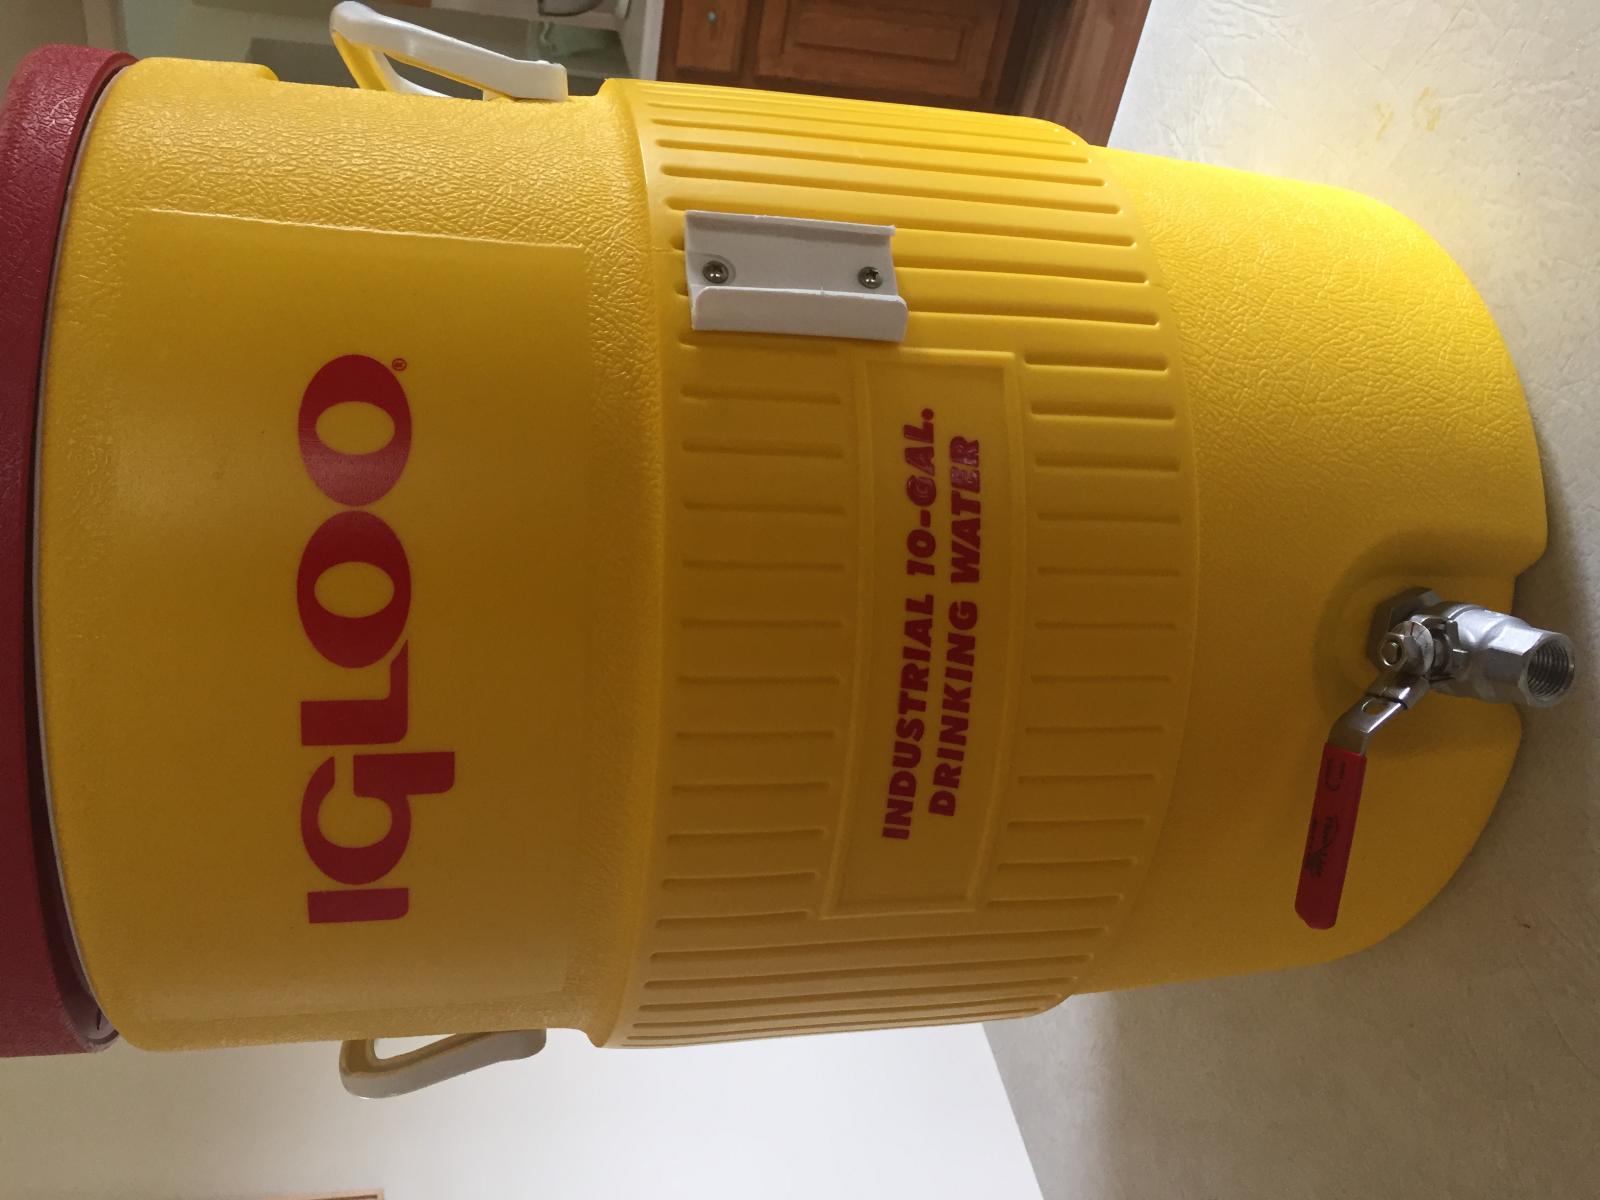 IGLOO®
INDUSTRIAL 10-GAL.
DRINKING WATER